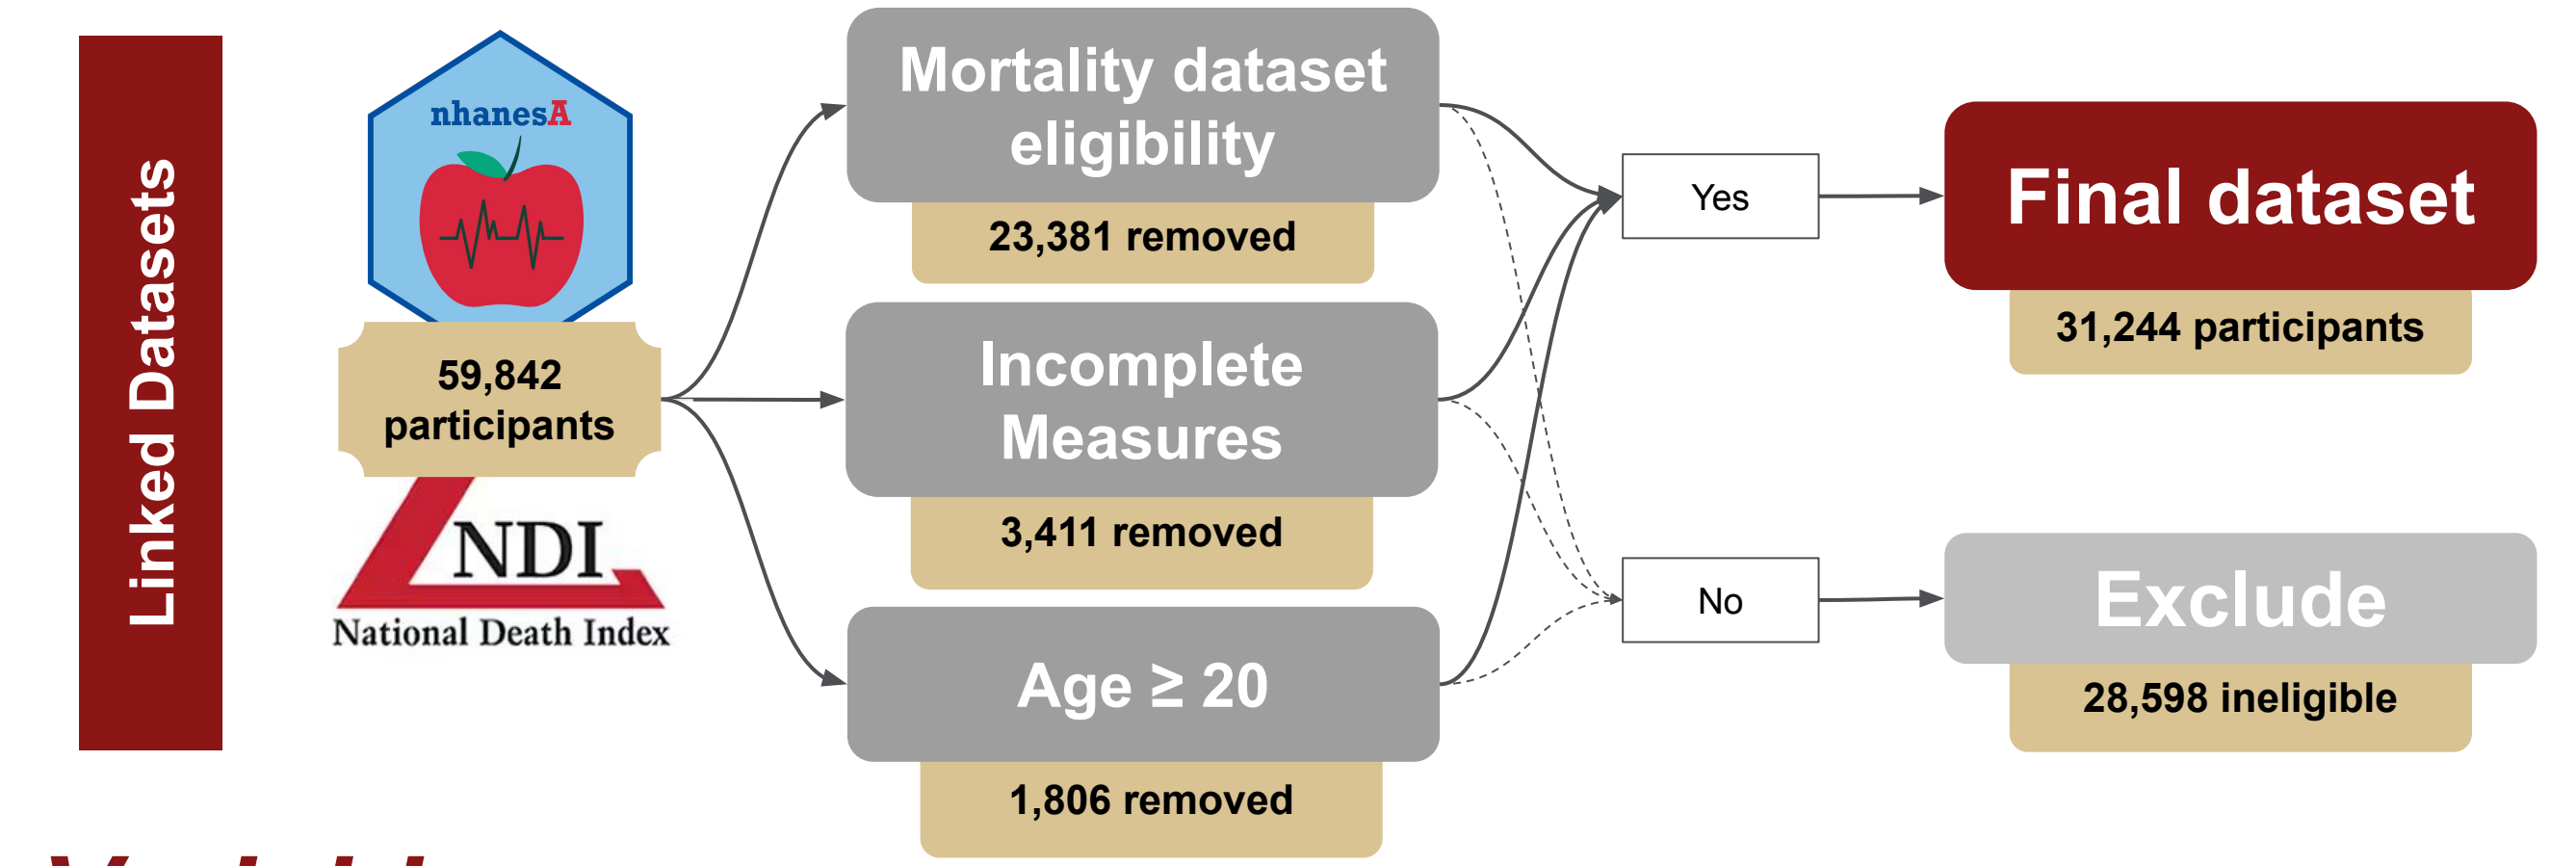 Linked Datasets
nhanesA
59,842
participants
NDI
National Death Index
Mortality dataset
eligibility
23,381 removed
Incomplete
Measures
3,411 removed
Age ≥ 20
1,806 removed
Yes
No
Final dataset
31,244 participants
Exclude
28,598 ineligible